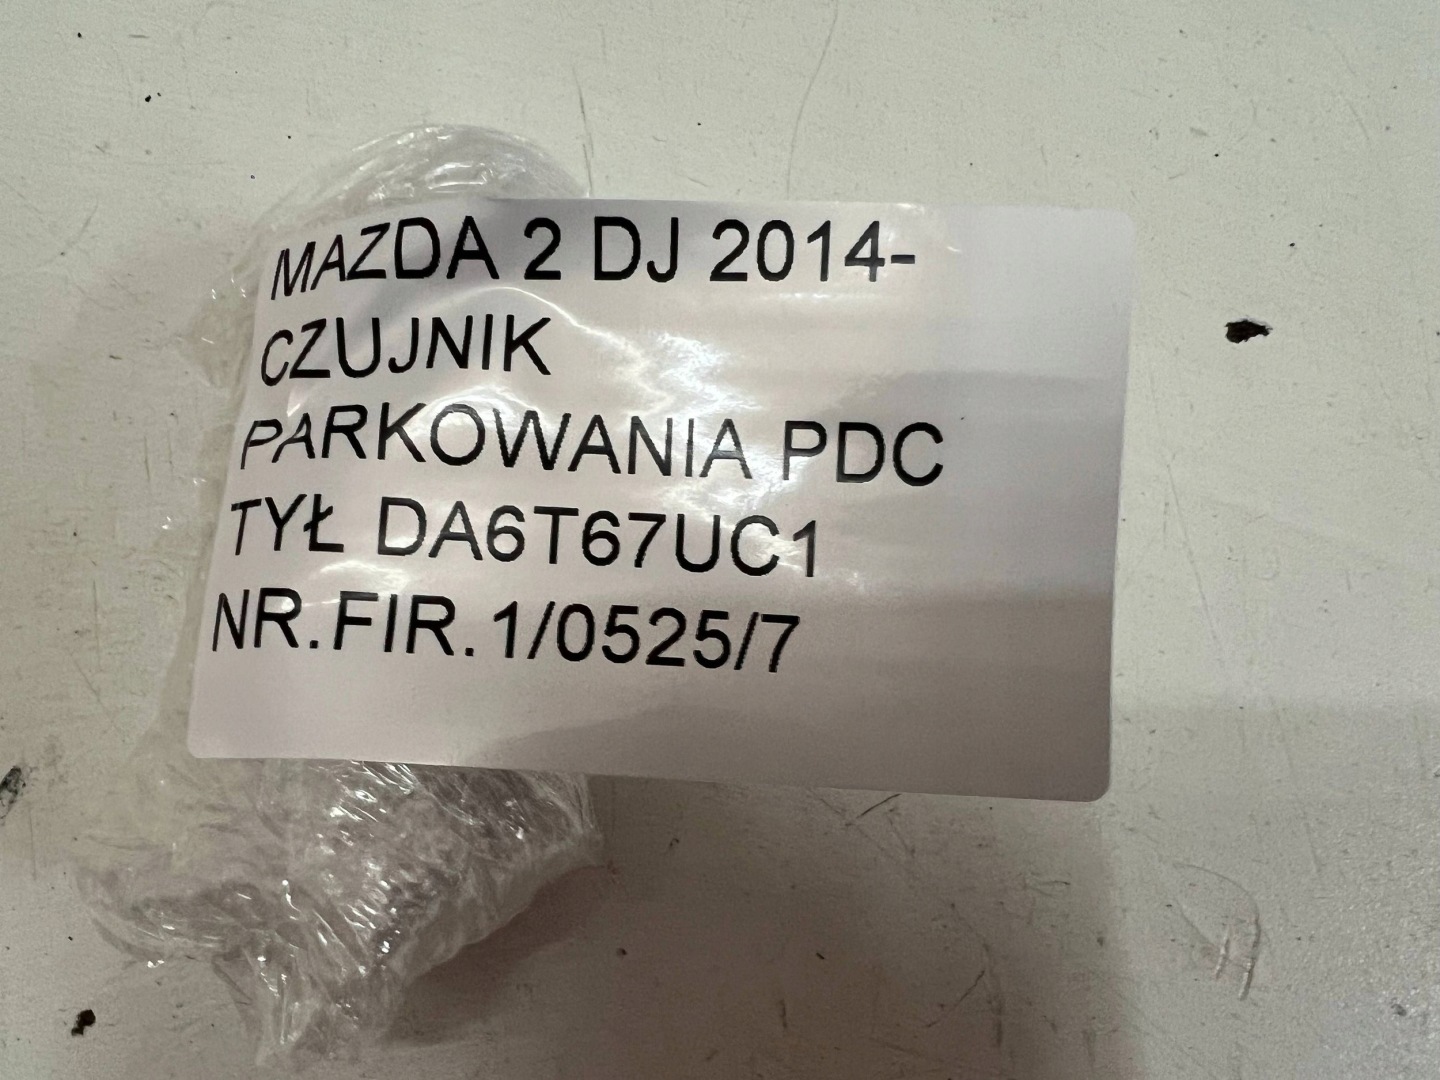 MAZDA 2 DJ 2014-
CZUJNIK
PARKOWANIA PDC
TYŁ DA6T67UC1
NR.FIR.1/0525/7